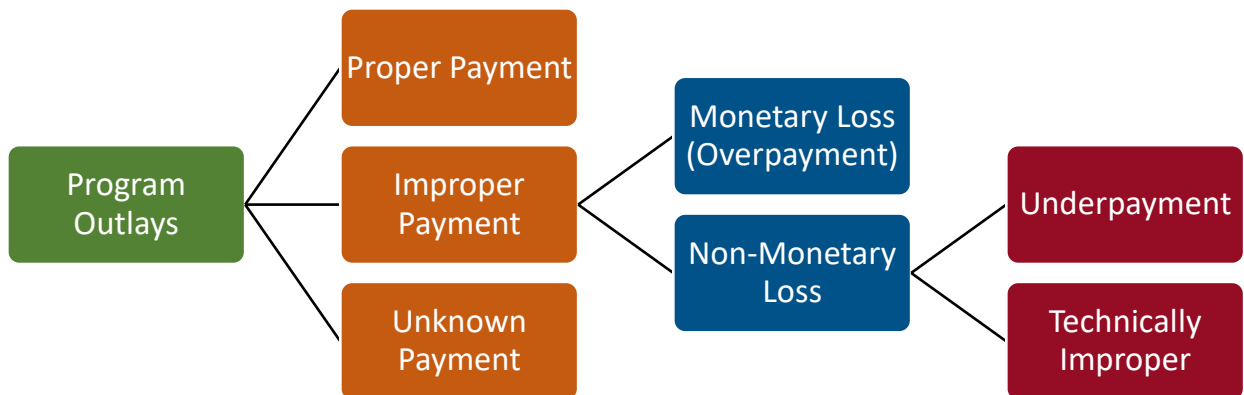 Program
Outlays
Proper Payment
Improper
Payment
Unknown
Payment
Monetary Loss
(Overpayment)
Non-Monetary
Loss
Underpayment
Technically
Improper